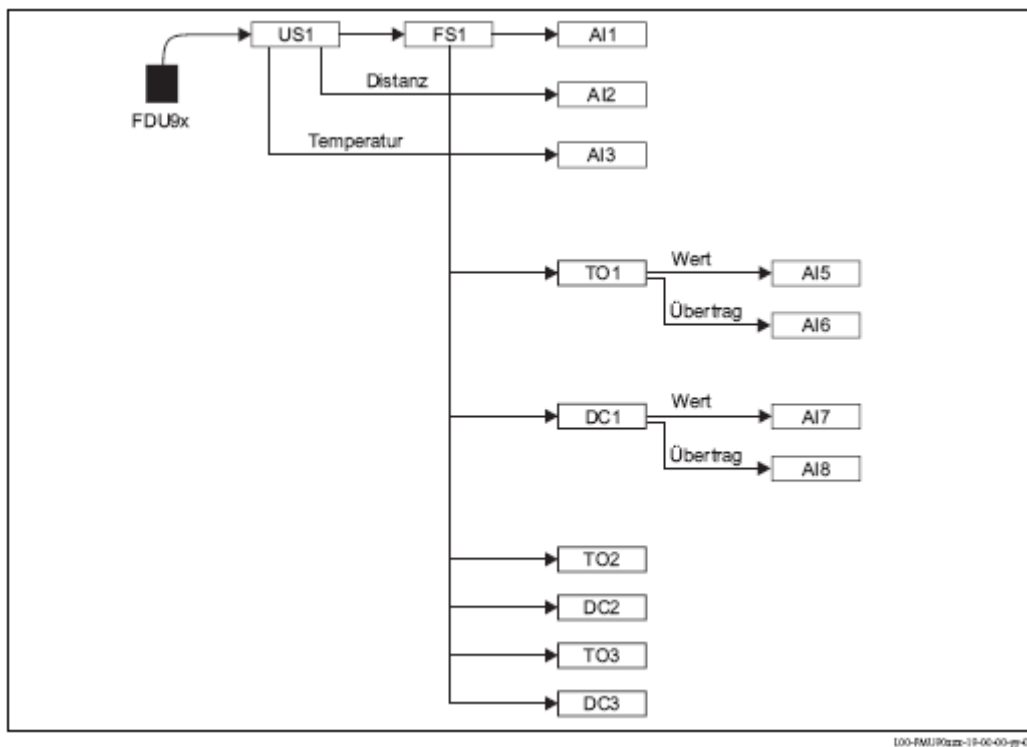 US1 FS1 AI1
Distanz AI2
FDU9x
Temperatur AI3
Wert
TO1 AI5
Übertrag AI6
Wert
DC1 AI7
Übertrag AI8
TO2
DC2
TO3
DC3